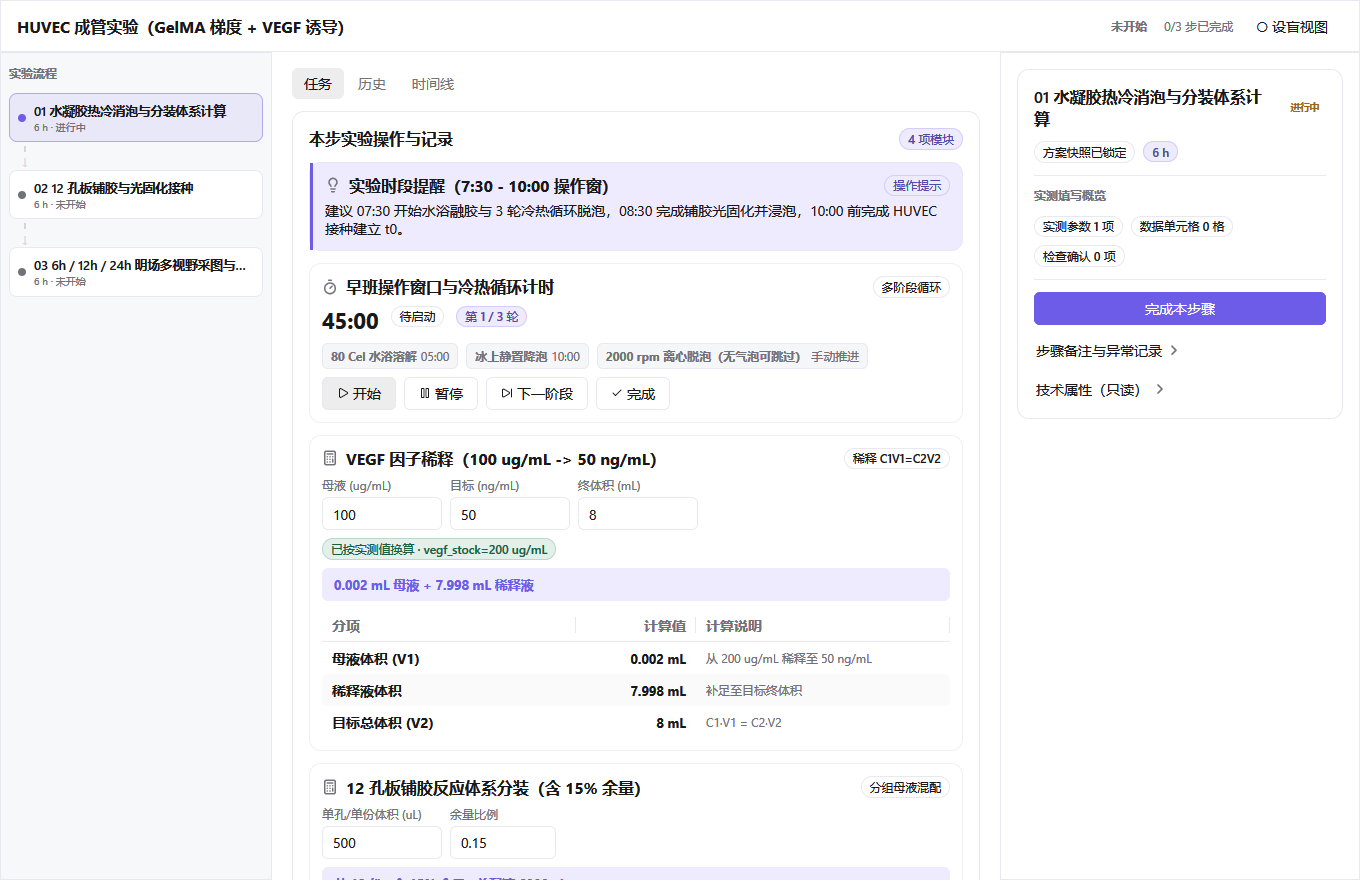 HUVEC 成管实验（GelMA 梯度 + VEGF 诱导）
未开始 0/3 步已完成 设盲视图
实验流程
01 水凝胶热冷消泡与分装体系计算
6 h · 进行中
02 12 孔板铺胶与光固化接种
6 h · 未开始
03 6h / 12h / 24h 明场多视野采图与...
6 h · 未开始
任务 历史 时间线
本步实验操作与记录
4 项模块
实验时段提醒（7:30 - 10:00 操作窗）
操作提示
建议 07:30 开始水浴融胶与 3 轮冷热循环脱泡，08:30 完成铺胶光固化并浸泡，10:00 前完成 HUVEC
接种建立 t0。
早班操作窗口与冷热循环计时
多阶段循环
45:00 待启动 第 1 / 3 轮
80 Cel 水浴溶解 05:00 冰上静置降泡 10:00 2000 rpm 离心脱泡（无气泡可跳过） 手动推进
开始 暂停 下一阶段 完成
VEGF 因子稀释（100 ug/mL -> 50 ng/mL)
稀释 C1V1=C2V2
母液 (ug/mL) 目标 (ng/mL) 终体积 (mL)
100 50 8
已按实测值换算 · vegf_stock=200 ug/mL
0.002 mL 母液 + 7.998 mL 稀释液
分项 计算值 计算说明
母液体积 (V1) 0.002 mL 从 200 ug/mL 稀释至 50 ng/mL
稀释液体积 7.998 mL 补足至目标终体积
目标总体积 (V2) 8 mL C1·V1 = C2·V2
12 孔板铺胶反应体系分装（含 15% 余量）
分组母液混配
单孔/单份体积 (uL) 余量比例
500 0.15
01 水凝胶热冷消泡与分装体系计
算
进行中
方案快照已锁定 6 h
实测填写概览
实测参数 1 项 数据单元格 0 格
检查确认 0 项
完成本步骤
步骤备注与异常记录
技术属性（只读）